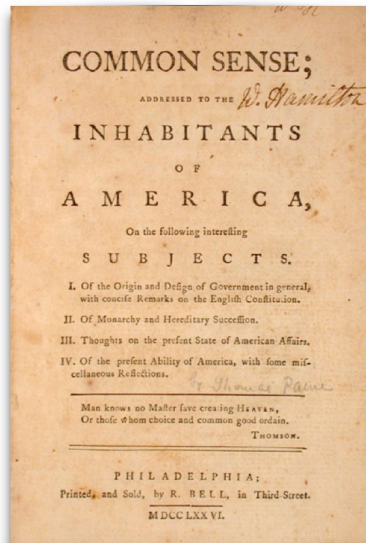 COMMON SENSE;
ADDRESSED TO THE
W. Hamilton
INHABITANTS
OF
AMERICA,
On the following interesting
SUBJECTS.
I. Of the Origin and Design of Government in general,
with concise Remarks on the English Constitution.
II. Of Monarchy and Hereditary Succession.
III. Thoughts on the present State of American Affairs.
IV. Of the present Ability of America, with some mis-
cellaneous Reflections.
by Thomas Paine
Man knows no Master save creating HEAVEN,
Or those whom choice and common good ordain.
THOMSON.
PHILADELPHIA;
Printed, and Sold, by R. BELL, in Third-Street.
MDCCLXXVI.